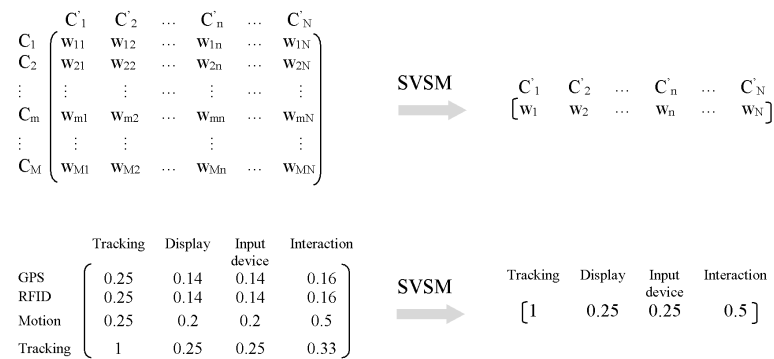 C'1 C'2 … C'n … C'N
C1 w11 w12 … w1n … w1N
C2 w21 w22 … w2n … w2N
⋮ ⋮ ⋮ … ⋮ … ⋮
Cm wm1 wm2 … wmn … wmN
⋮ ⋮ ⋮ ⋮
CM wM1 wM2 … wMn … wMN
SVSM
C'1 C'2 … C'n … C'N
[w1 w2 … wn … wN]
Tracking Display Input device Interaction
GPS 0.25 0.14 0.14 0.16
RFID 0.25 0.14 0.14 0.16
Motion 0.25 0.2 0.2 0.5
Tracking 1 0.25 0.25 0.33
SVSM
Tracking Display Input device Interaction
[1 0.25 0.25 0.5]